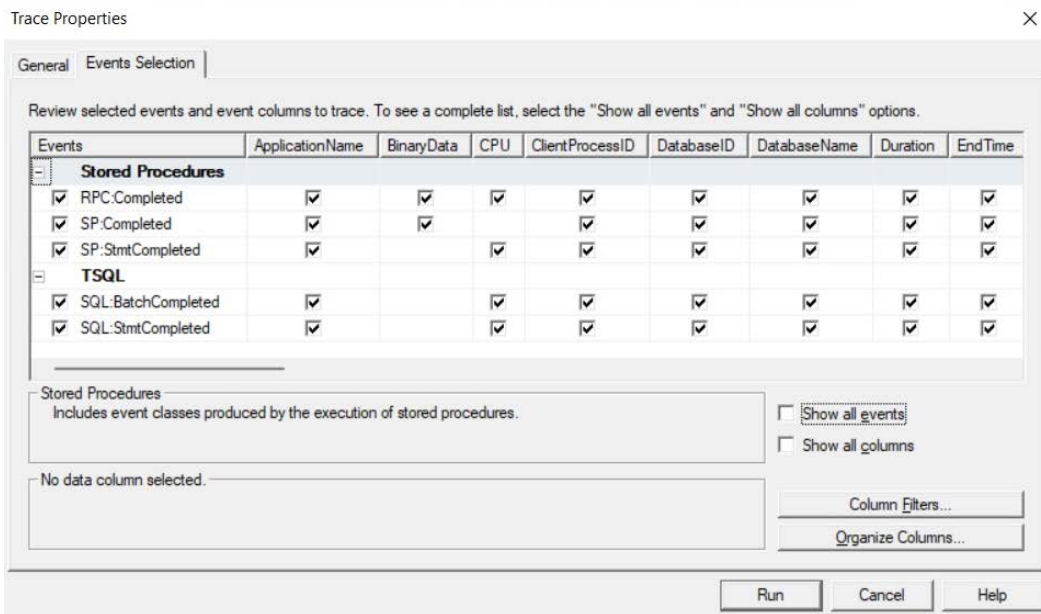 Trace Properties
General Events Selection
Review selected events and event columns to trace. To see a complete list, select the "Show all events" and "Show all columns" options.
Events ApplicationName BinaryData CPU ClientProcessID DatabaseID DatabaseName Duration EndTime
Stored Procedures
RPC:Completed
SP:Completed
SP:StmtCompleted
TSQL
SQL:BatchCompleted
SQL:StmtCompleted
Stored Procedures
Includes event classes produced by the execution of stored procedures.
Show all events
Show all columns
No data column selected.
Column Filters...
Organize Columns...
Run Cancel Help